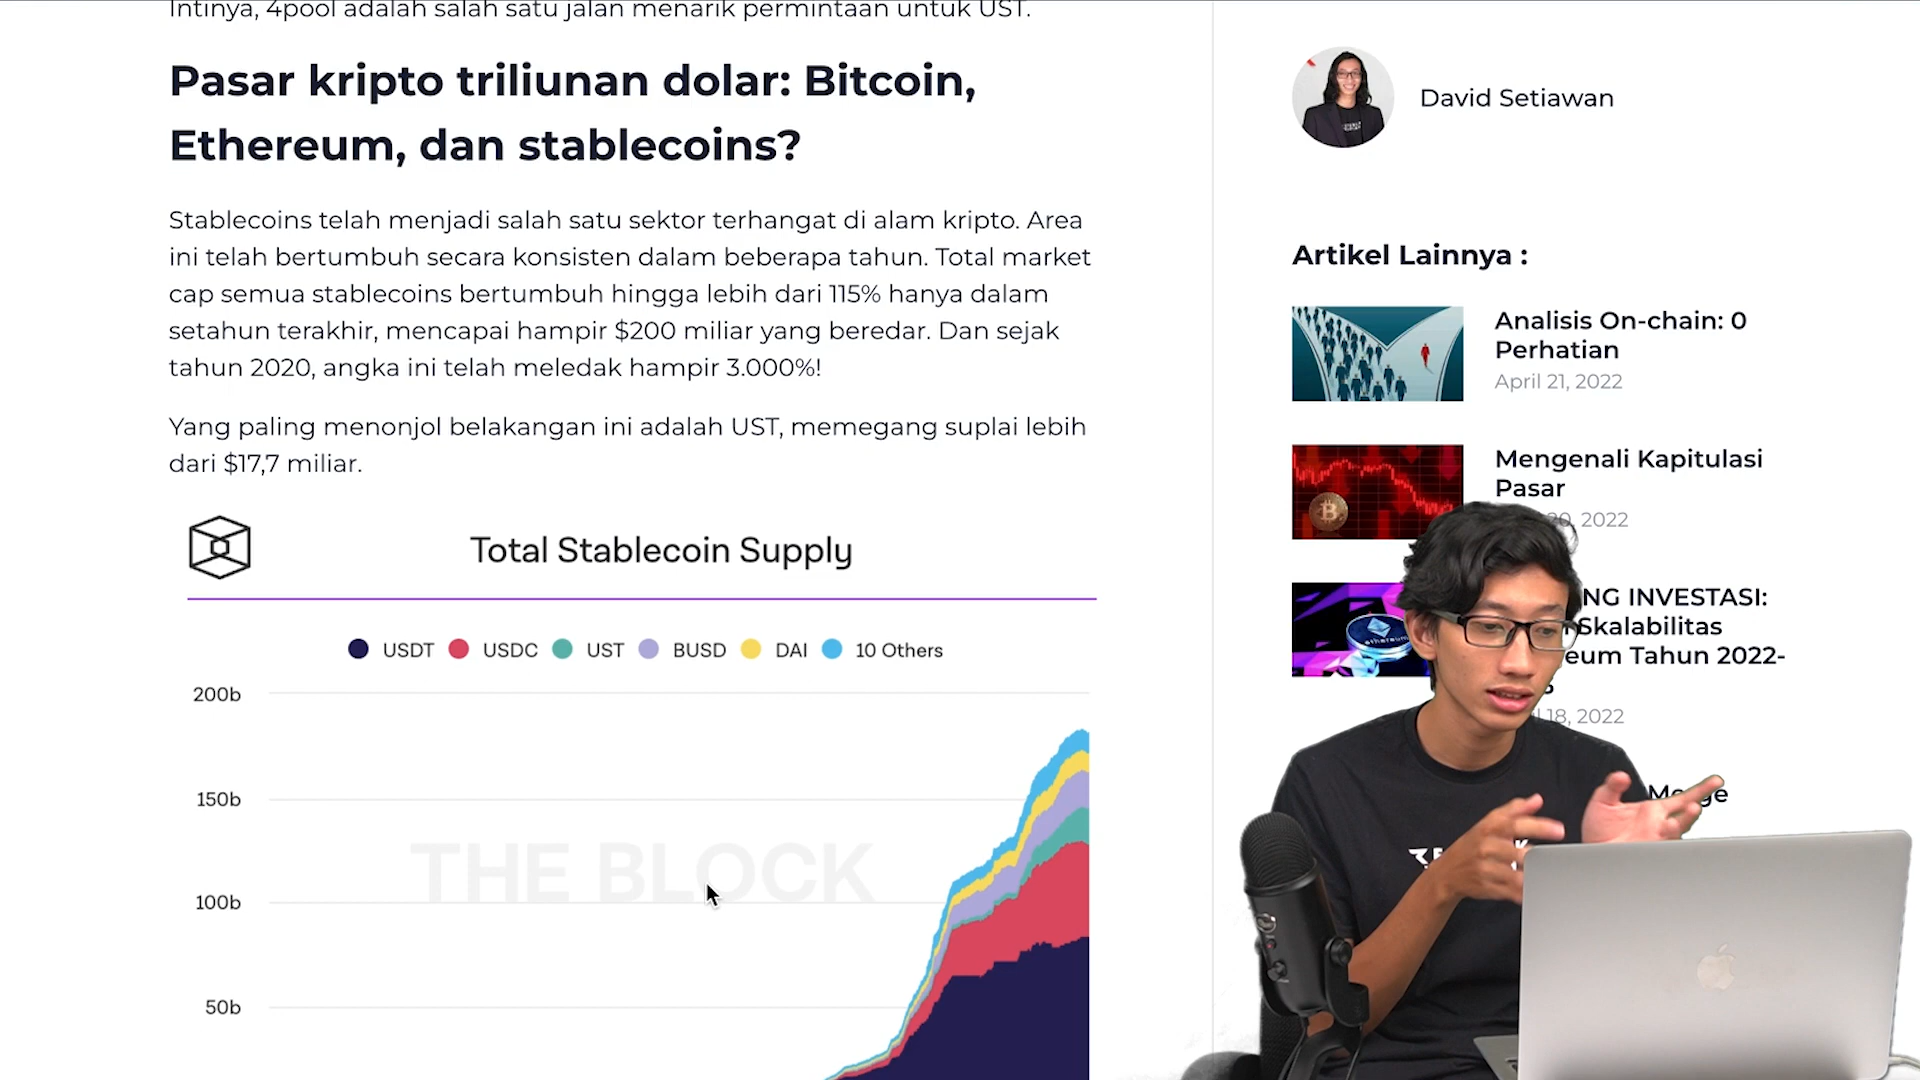 Intinya, 4pool adalah salah satu jalan menarik permintaan untuk UST.
Pasar kripto triliunan dolar: Bitcoin,
Ethereum, dan stablecoins?
Stablecoins telah menjadi salah satu sektor terhangat di alam kripto. Area
ini telah bertumbuh secara konsisten dalam beberapa tahun. Total market
cap semua stablecoins bertumbuh hingga lebih dari 115% hanya dalam
setahun terakhir, mencapai hampir $200 miliar yang beredar. Dan sejak
tahun 2020, angka ini telah meledak hampir 3.000%!
Yang paling menonjol belakangan ini adalah UST, memegang suplai lebih
dari $17,7 miliar.
Total Stablecoin Supply
USDT USDC UST BUSD DAI 10 Others
200b
150b
THE BLOCK
100b
50b
David Setiawan
Artikel Lainnya :
Analisis On-chain: 0
Perhatian
April 21, 2022
Mengenali Kapitulasi
Pasar
20, 2022
NG INVESTASI:
Skalabilitas
eum Tahun 2022-
18, 2022